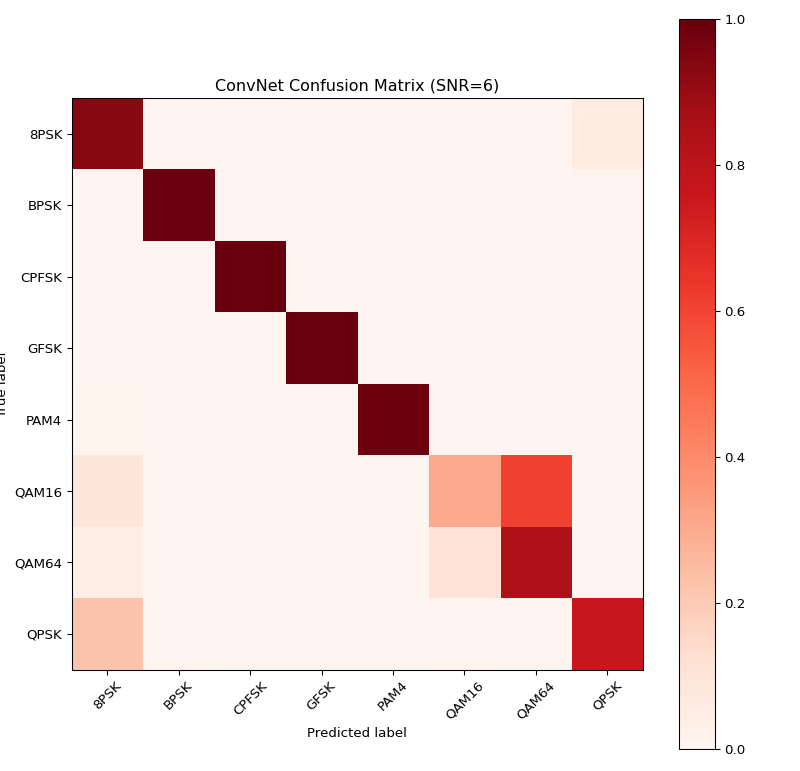 ConvNet Confusion Matrix (SNR=6)
8PSK
BPSK
CPFSK
GFSK
PAM4
QAM16
QAM64
QPSK
label
8PSK
BPSK
CPFSK
GFSK
PAM4
QAM16
QAM64
QPSK
Predicted label
1.0
0.8
0.6
0.4
0.2
0.0